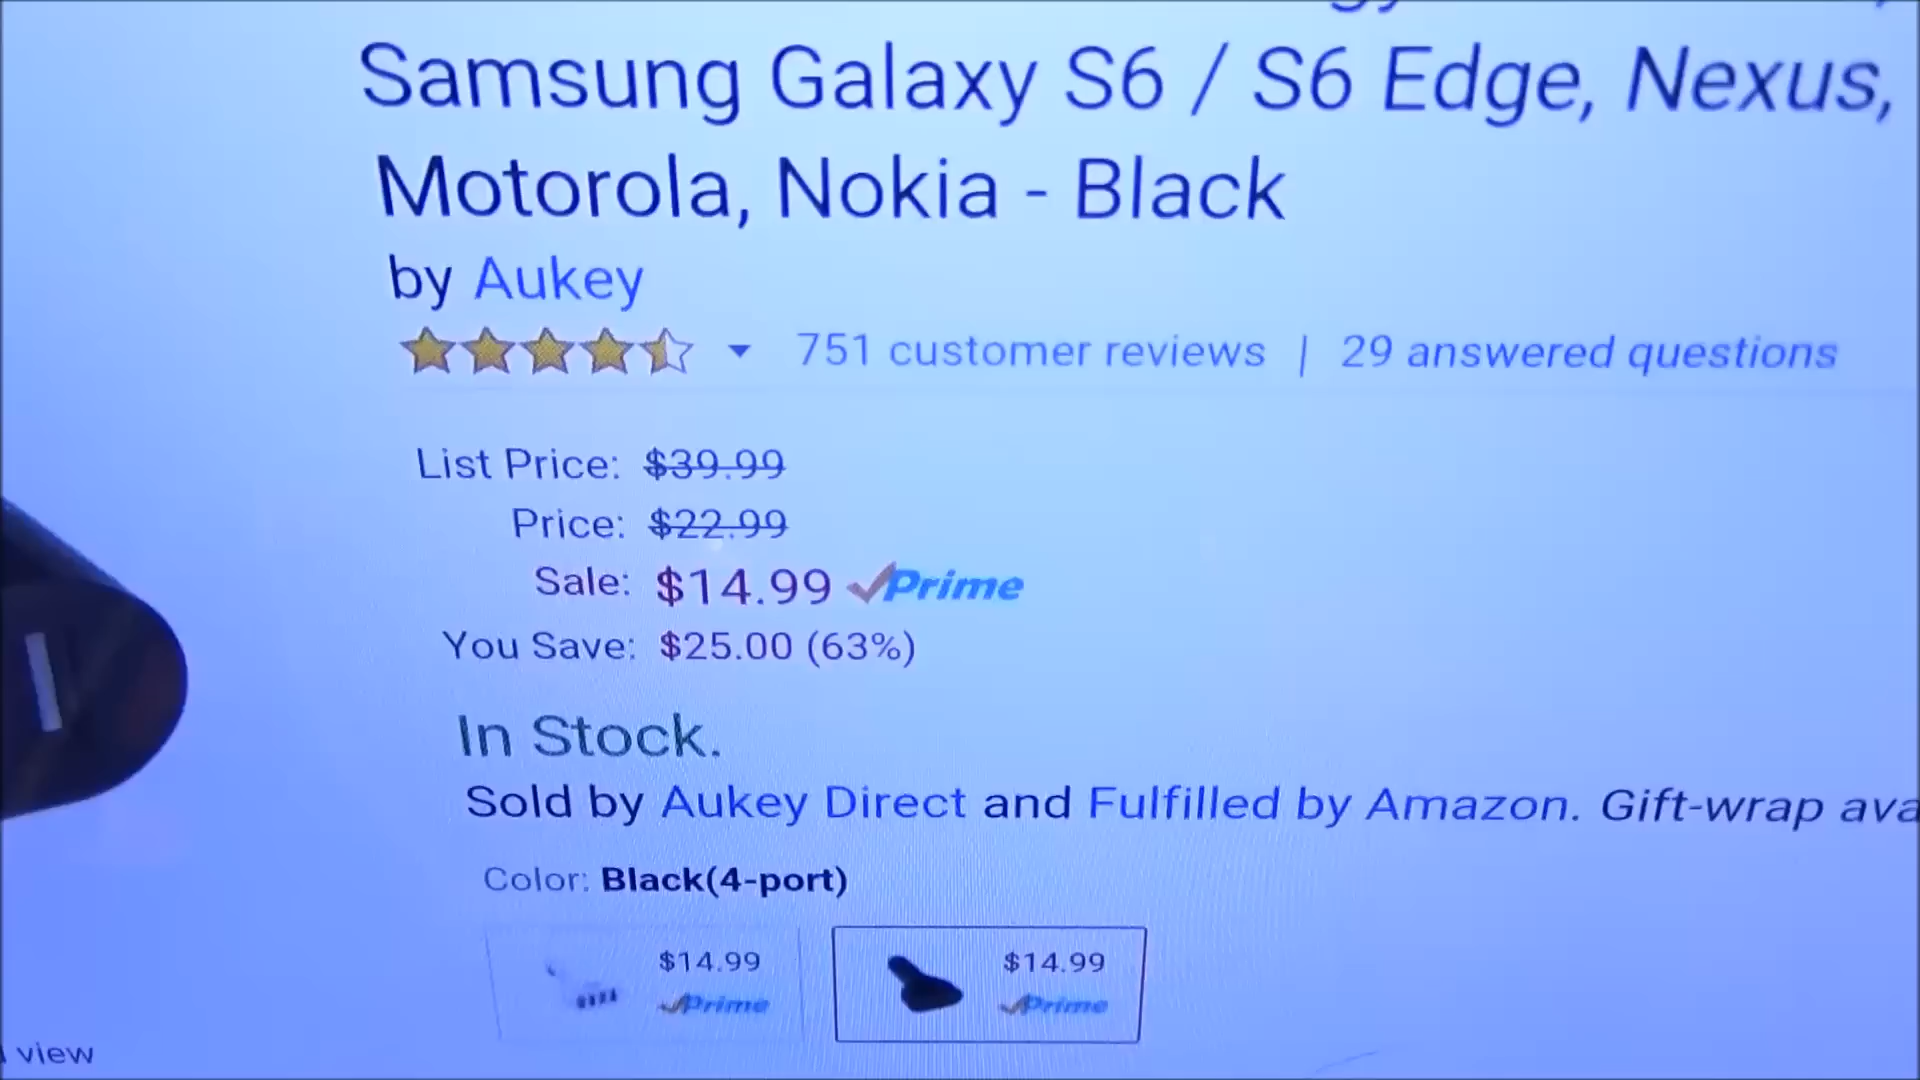 Samsung Galaxy S6 / S6 Edge, Nexus,
Motorola, Nokia - Black
by Aukey
751 customer reviews | 29 answered questions
List Price: $39.99
Price: $22.99
Sale: $14.99 Prime
You Save: $25.00 (63%)
In Stock.
Sold by Aukey Direct and Fulfilled by Amazon. Gift-wrap ava
Color: Black(4-port)
$14.99 $14.99
Prime Prime
view